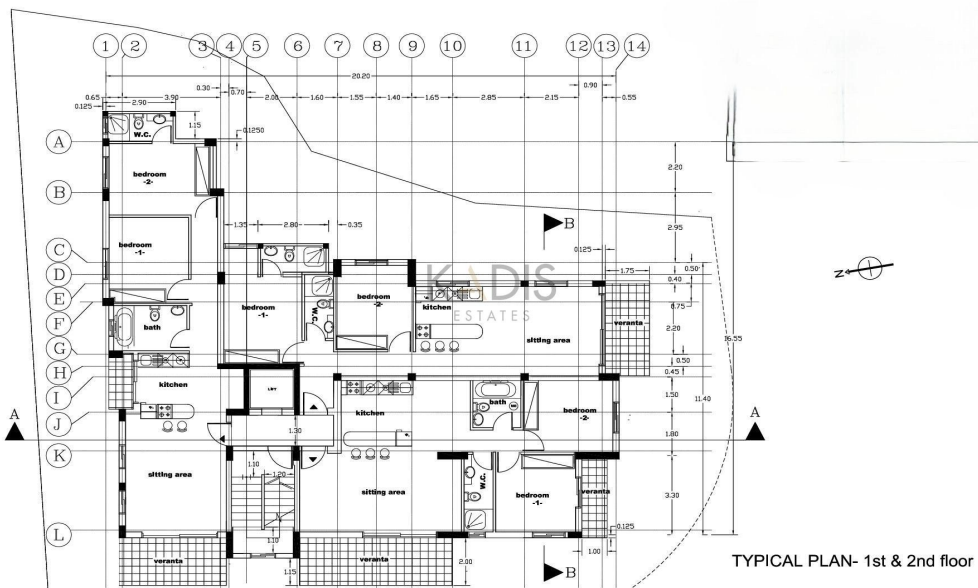 1 2 3 4 5 6 7 8 9 10 11 12 13 14
20.20
0.30 0.90
0.65 3.90 0.70 2.00 1.60 1.55 1.40 1.65 2.85 2.15 0.55
2.90
0.125
1.15
0.1250
W.C.
A
bedroom
-2-
2.20
B
1.35 2.80 0.35
B
2.95
bedroom
-1-
C
0.125 1.75 0.50
D
0.40
KADIS
ESTATES
E
bedroom
-1-
W.C.
bedroom
-2-
kitchen
0.75
F
bath
sitting area
veranta
2.20
16.55
G
0.50
H
0.45
kitchen
LIFT
I
1.50
11.40
kitchen
bath
bedroom
-2-
J
A
A
1.30
1.80
K
1.10
1.20
sitting area
sitting area
W.C.
bedroom
-1-
veranta
3.30
L
1.10
0.125
veranta
veranta
1.15
2.00
1.00
B
N
TYPICAL PLAN- 1st & 2nd floor